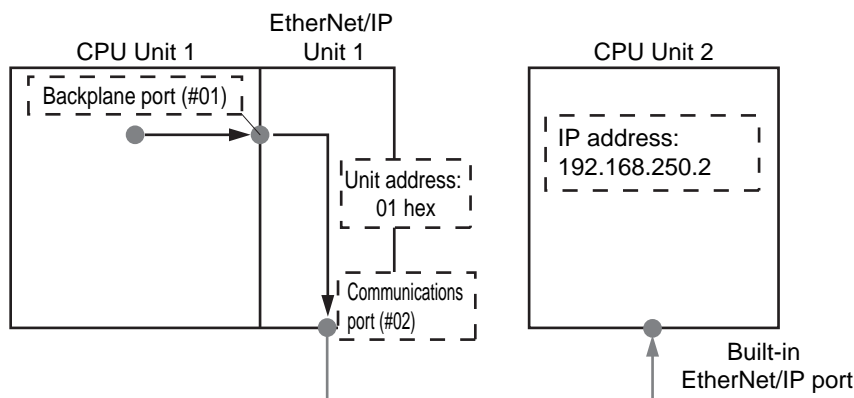 EtherNet/IP
CPU Unit 1
Unit 1
CPU Unit 2
Backplane port (#01)
IP address:
192.168.250.2
Unit address:
01 hex
Communications
port (#02)
Built-in
EtherNet/IP port